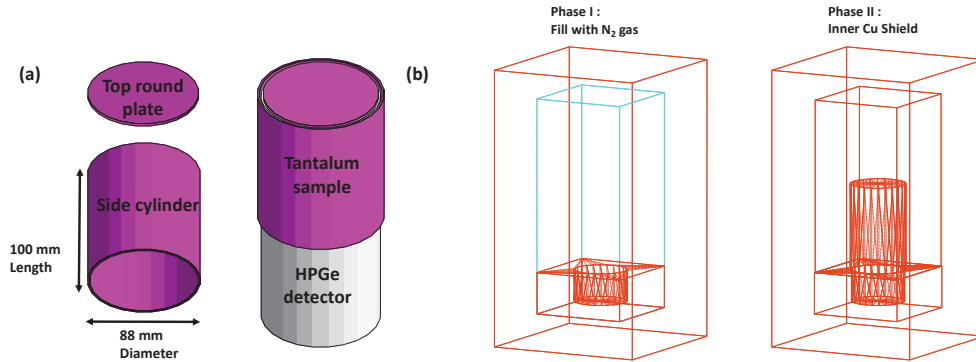 (a)
Top round
plate
Side cylinder
100 mm
Length
88 mm
Diameter
Tantalum
sample
HPGe
detector
(b)
Phase I :
Fill with N₂ gas
Phase II :
Inner Cu Shield